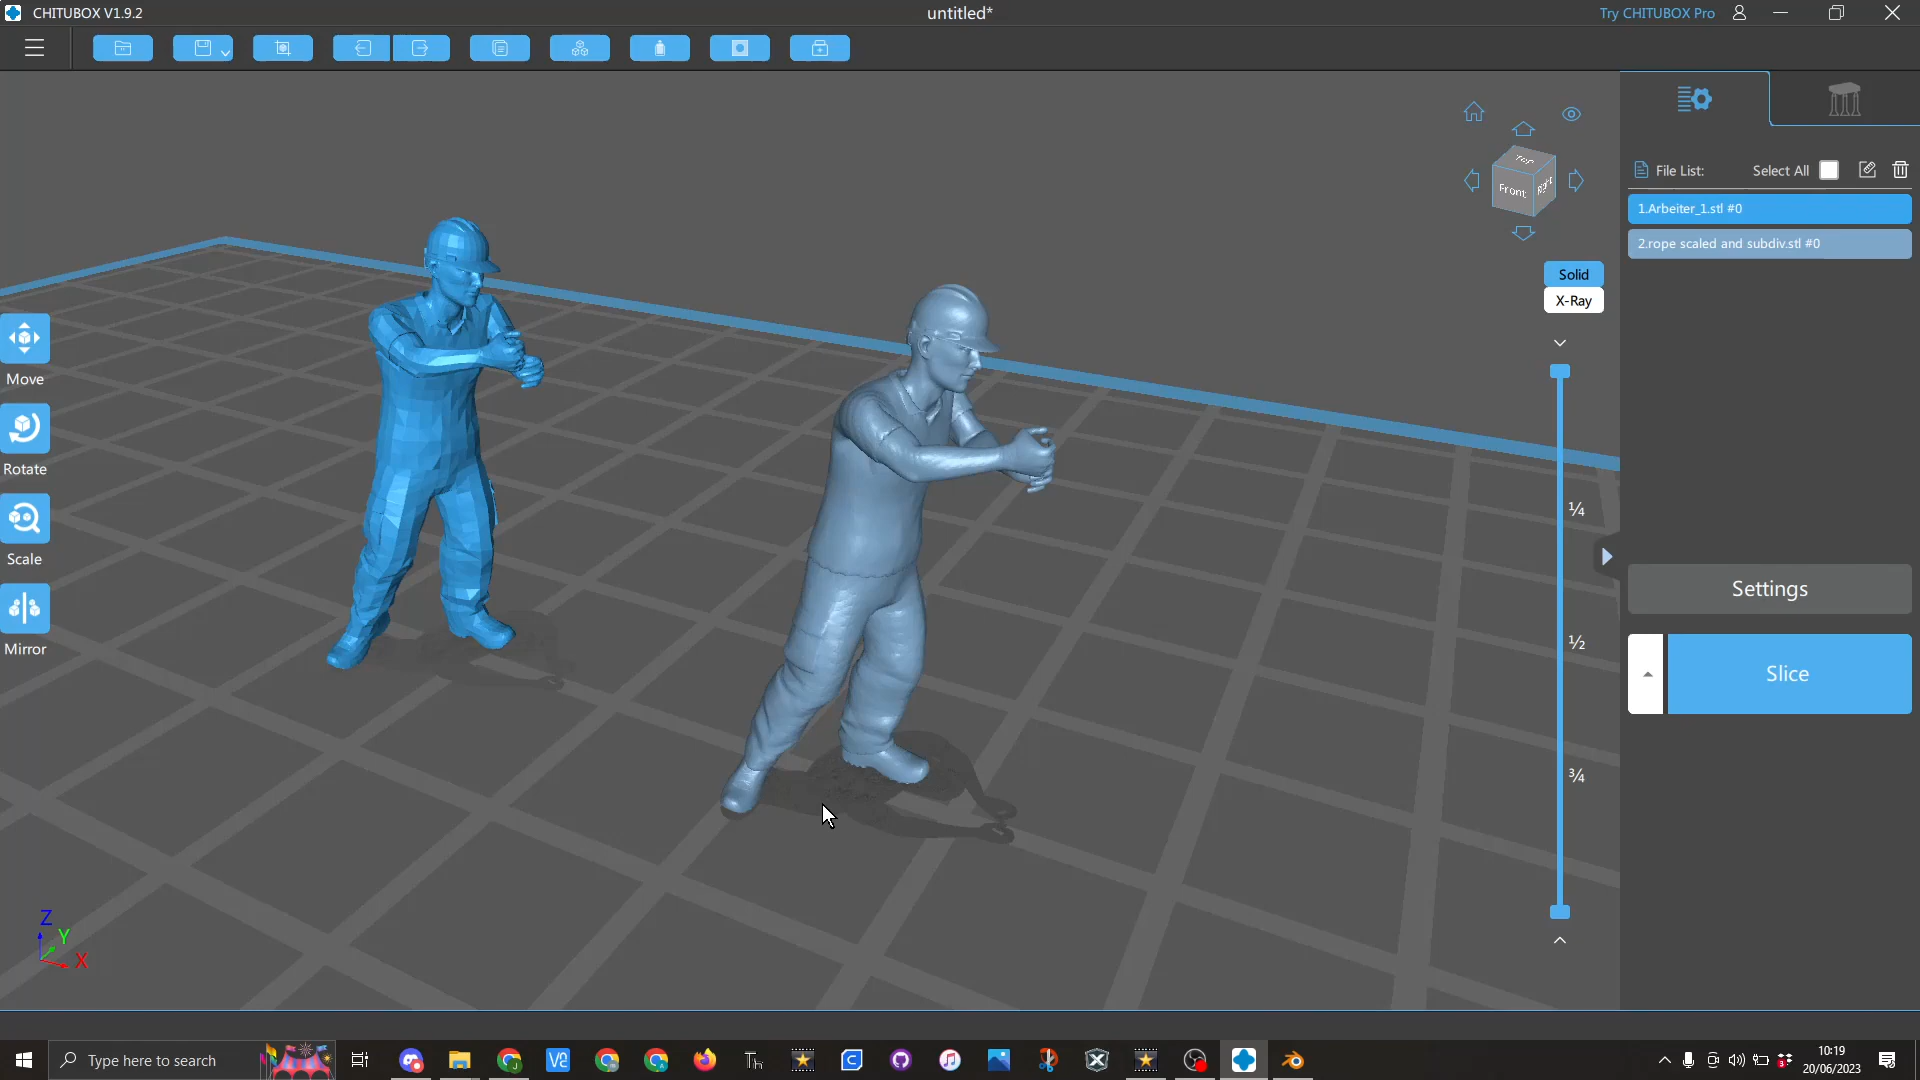 CHITUBOX V1.9.2
untitled*
Try CHITUBOX Pro
Top
Front
Right
Solid
X-Ray
File List:
Select All
1.Arbeiter_1.stl #0
2.rope scaled and subdiv.stl #0
Move
Rotate
Scale
Mirror
¼
½
¾
Settings
Slice
Z
Y
X
Type here to search
10:19
20/06/2023